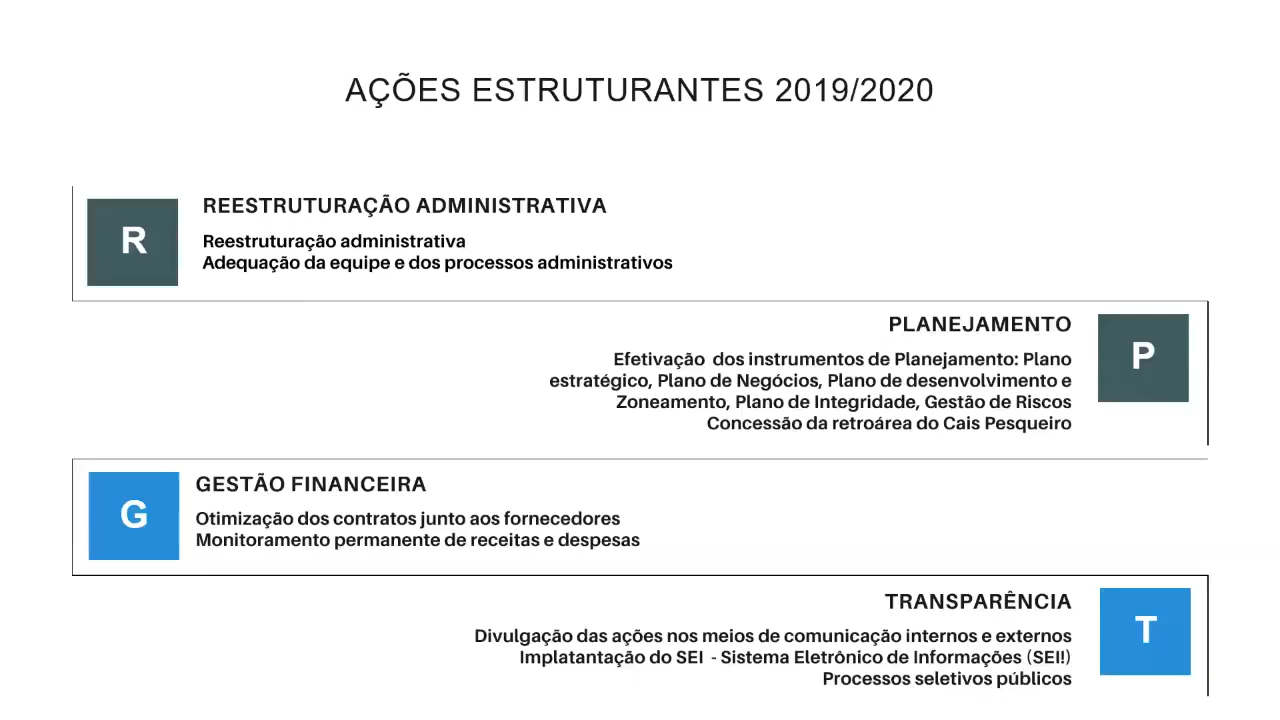 AÇÕES ESTRUTURANTES 2019/2020
R
REESTRUTURAÇÃO ADMINISTRATIVA
Reestruturação administrativa
Adequação da equipe e dos processos administrativos
PLANEJAMENTO
P
Efetivação dos instrumentos de Planejamento: Plano
estratégico, Plano de Negócios, Plano de desenvolvimento e
Zoneamento, Plano de Integridade, Gestão de Riscos
Concessão da retroárea do Cais Pesqueiro
G
GESTÃO FINANCEIRA
Otimização dos contratos junto aos fornecedores
Monitoramento permanente de receitas e despesas
TRANSPARÊNCIA
T
Divulgação das ações nos meios de comunicação internos e externos
Implatantação do SEI - Sistema Eletrônico de Informações (SEI!)
Processos seletivos públicos